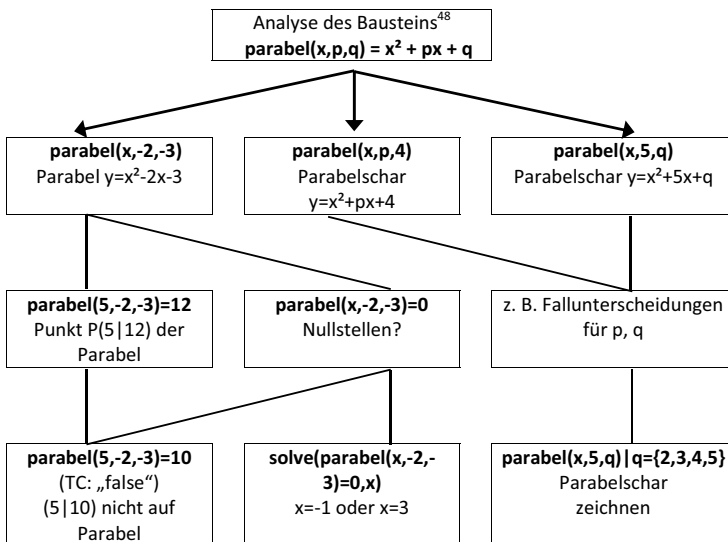 Analyse des Bausteins⁴⁸
parabel(x,p,q) = x² + px + q
parabel(x,-2,-3)
Parabel y=x²-2x-3
parabel(x,p,4)
Parabelschar
y=x²+px+4
parabel(x,5,q)
Parabelschar y=x²+5x+q
parabel(5,-2,-3)=12
Punkt P(5|12) der
Parabel
parabel(x,-2,-3)=0
Nullstellen?
z. B. Fallunterscheidungen
für p, q
parabel(5,-2,-3)=10
(TC: „false“)
(5|10) nicht auf
Parabel
solve(parabel(x,-2,-
3)=0,x)
x=-1 oder x=3
parabel(x,5,q)|q={2,3,4,5}
Parabelschar
zeichnen